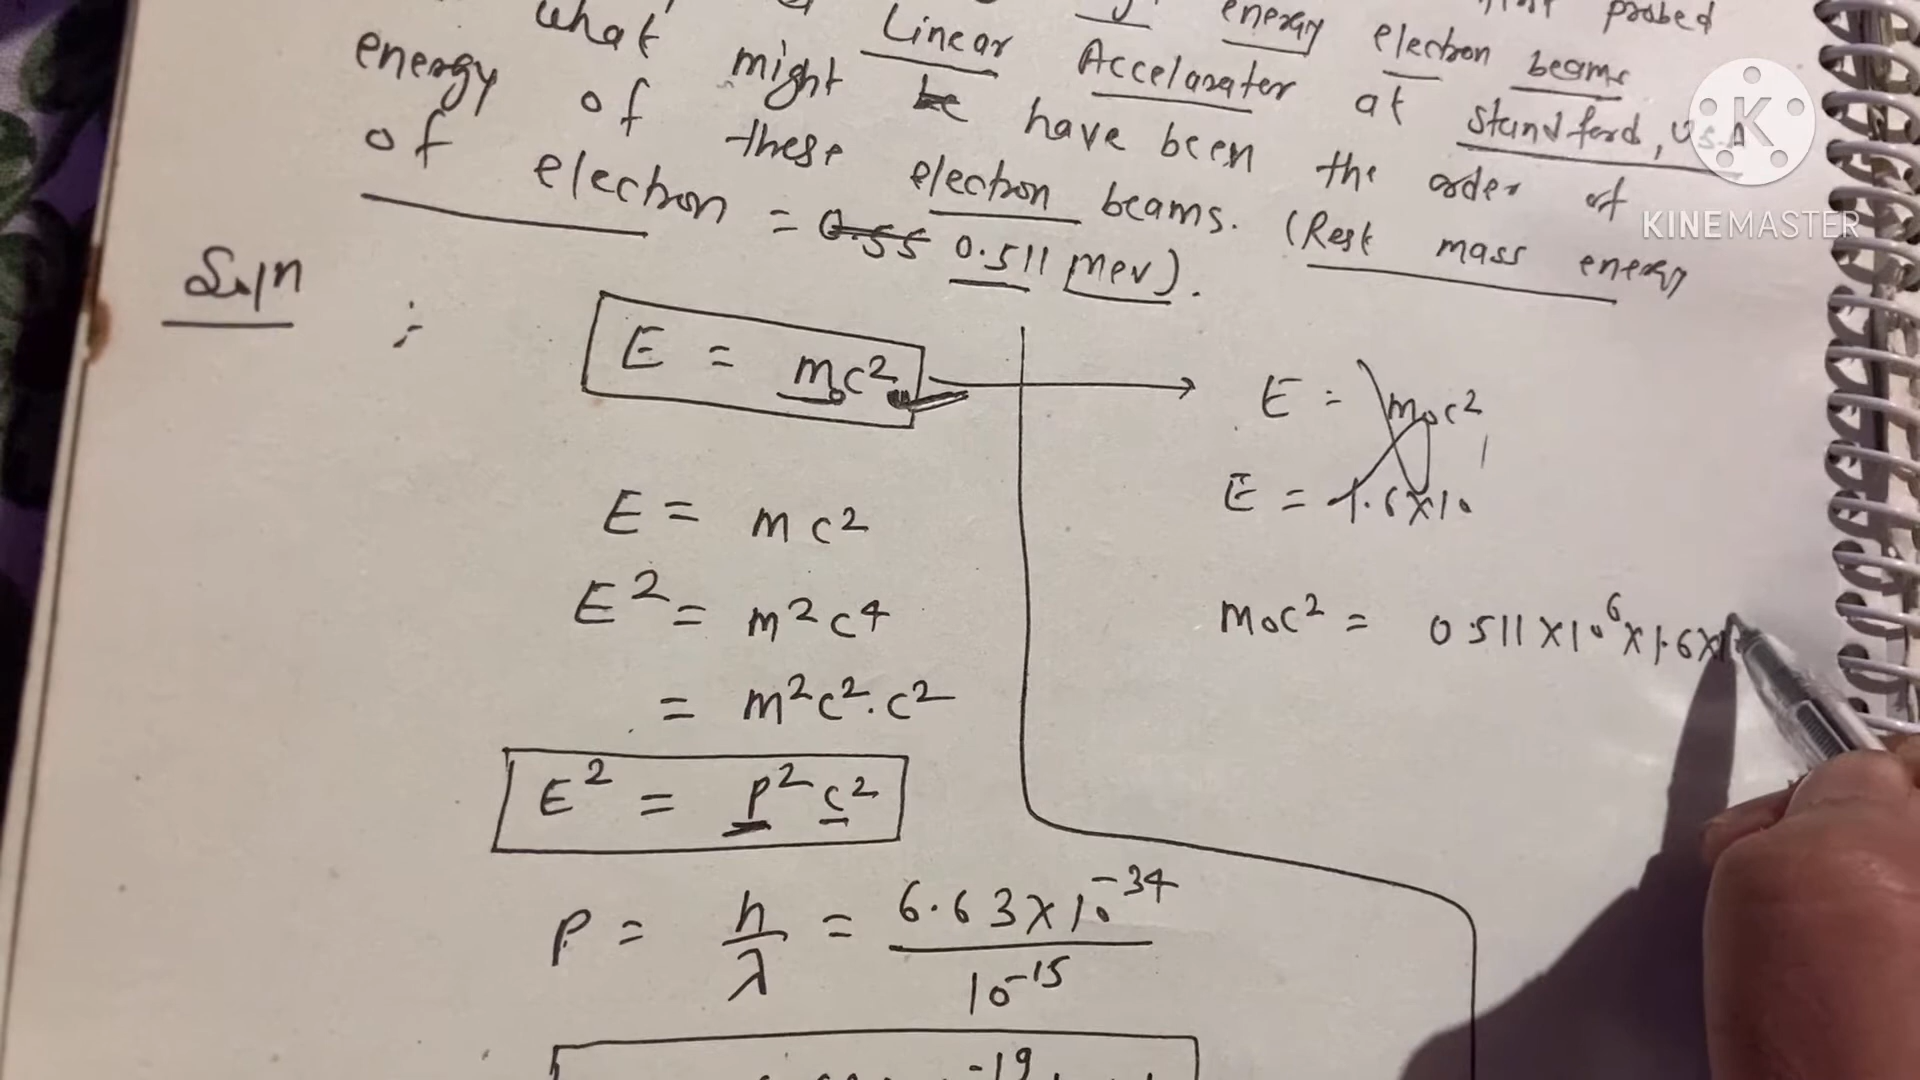 energy electron beams probed
what Linear Accelarater at standford, U.S.A
energy of might be have been the order of
of these electron beams. (Rest mass energy
of electron = 0.55 0.511 mev).
KINEMASTER
Soln :-
E = m₀c²
E = m₀c²
E = 1.6×10
E = mc²
E² = m²c⁴
= m²c².c²
E² = p²c²
m₀c² = 0.511×10⁶×1.6×1
P = h/λ = 6.63×10⁻³⁴/10⁻¹⁵
-19